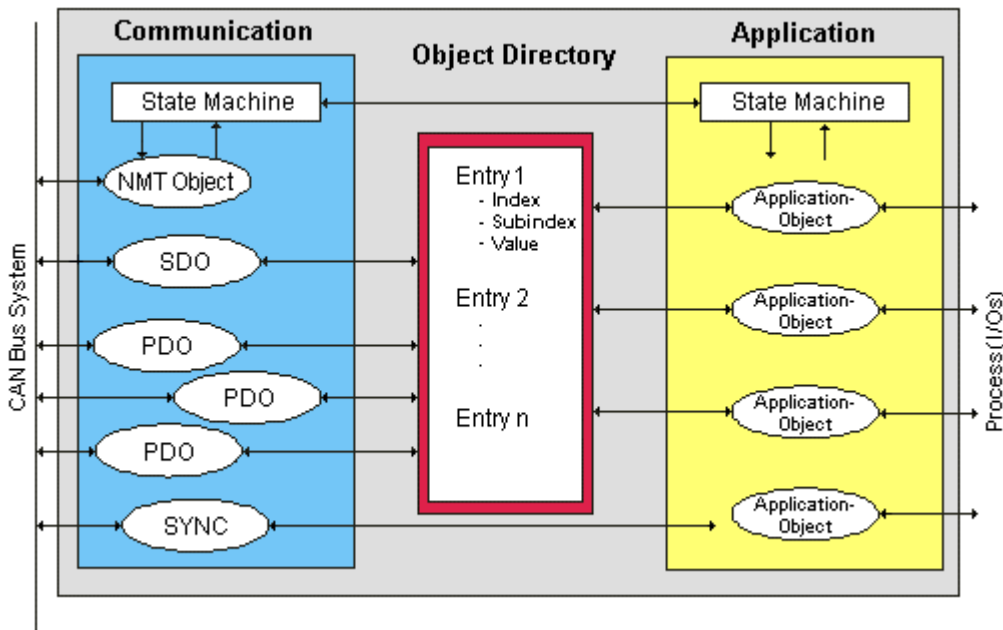 Communication
Object Directory
Application
State Machine
NMT Object
SDO
PDO
PDO
PDO
SYNC
CAN Bus System
Entry 1
- Index
- Subindex
- Value
Entry 2
.
.
.
Entry n
State Machine
Application-
Object
Application-
Object
Application-
Object
Application-
Object
Process(I/Os)